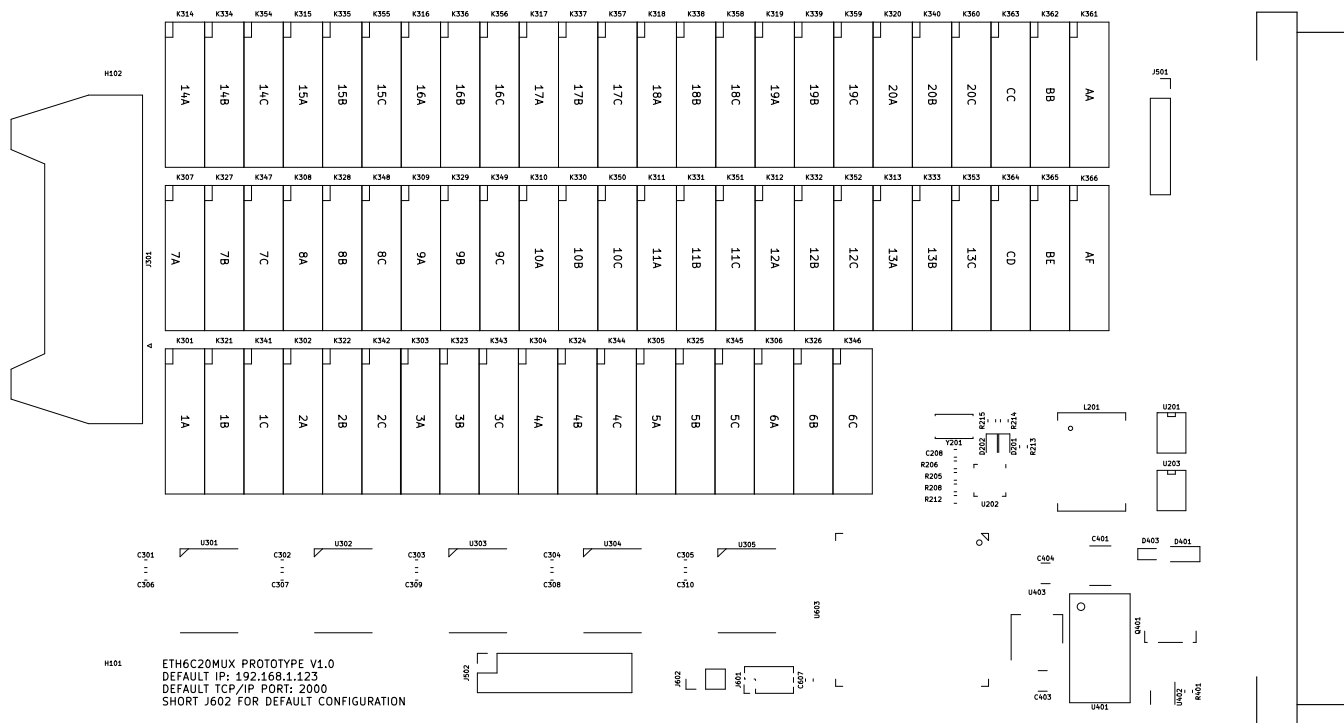 K314 K334 K354 K315 K335 K355 K316 K336 K356 K317 K337 K357 K318 K338 K358 K319 K339 K359 K320 K340 K360 K363 K362 K361
H102
J501
14A 14B 14C 15A 15B 15C 16A 16B 16C 17A 17B 17C 18A 18B 18C 19A 19B 19C 20A 20B 20C CC BB AA
K307 K327 K347 K308 K328 K348 K309 K329 K349 K310 K330 K350 K311 K331 K351 K312 K332 K352 K313 K333 K353 K364 K365 K366
J301
7A 7B 7C 8A 8B 8C 9A 9B 9C 10A 10B 10C 11A 11B 11C 12A 12B 12C 13A 13B 13C CD BE AF
K301 K321 K341 K302 K322 K342 K303 K323 K343 K304 K324 K344 K305 K325 K345 K306 K326 K346
1A 1B 1C 2A 2B 2C 3A 3B 3C 4A 4B 4C 5A 5B 5C 6A 6B 6C
R215 R214 L201 U201
Y201 D202 D201 R213
C208
R206 U203
R205
R208
R212 U202
U301 U302 U303 U304 U305 C401 D403 D401
C301 C302 C303 C304 C305 C404
C306 C307 C309 C308 C310 U403
U603 Q401
H101
ETH6C20MUX PROTOTYPE V1.0
DEFAULT IP: 192.168.1.123
DEFAULT TCP/IP PORT: 2000
SHORT J602 FOR DEFAULT CONFIGURATION
J502 J602 J601 C607 C403 U401 U402 R401